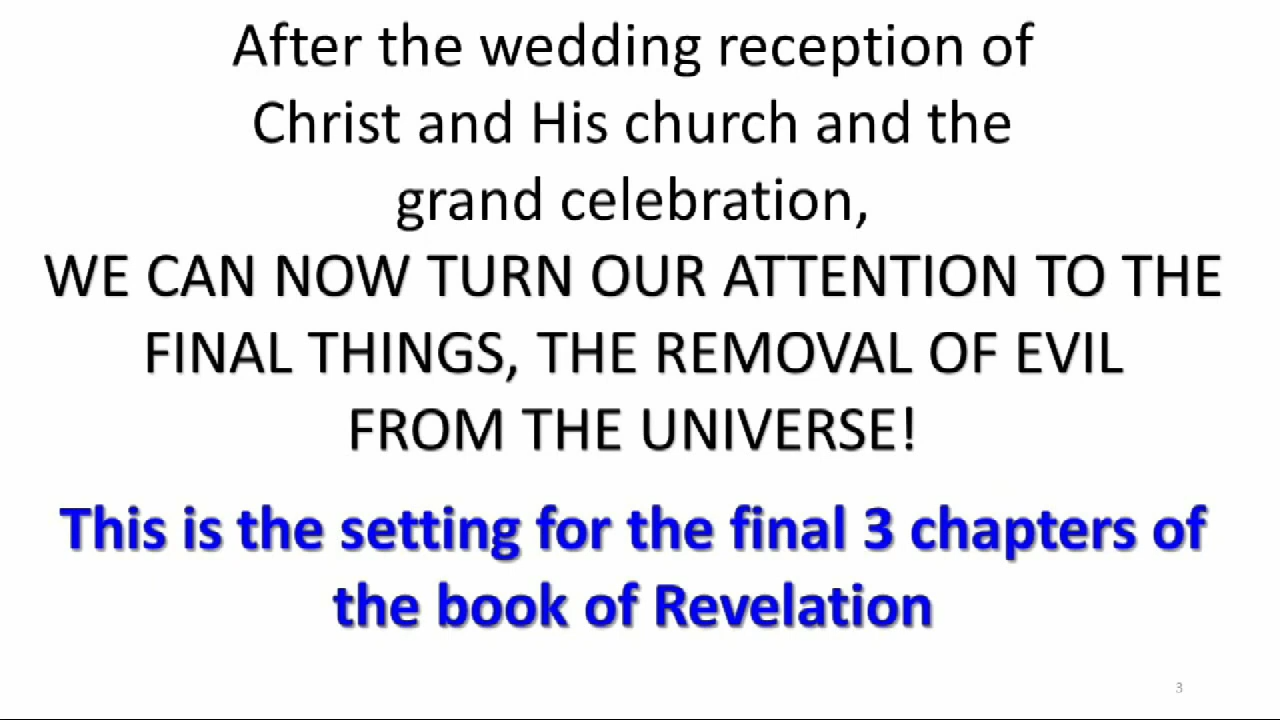 After the wedding reception of
Christ and His church and the
grand celebration,
WE CAN NOW TURN OUR ATTENTION TO THE
FINAL THINGS, THE REMOVAL OF EVIL
FROM THE UNIVERSE!
This is the setting for the final 3 chapters of
the book of Revelation
3